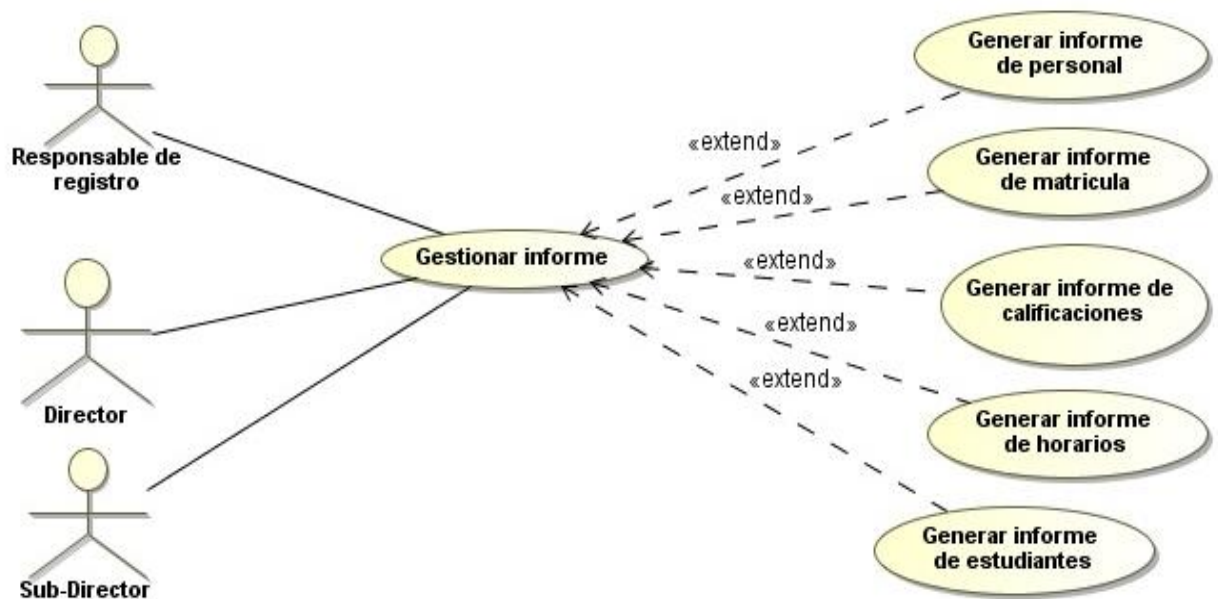 Responsable de
registro
Director
Sub-Director
Gestionar informe
«extend»
«extend»
«extend»
«extend»
«extend»
Generar informe
de personal
Generar informe
de matricula
Generar informe de
calificaciones
Generar informe
de horarios
Generar informe
de estudiantes